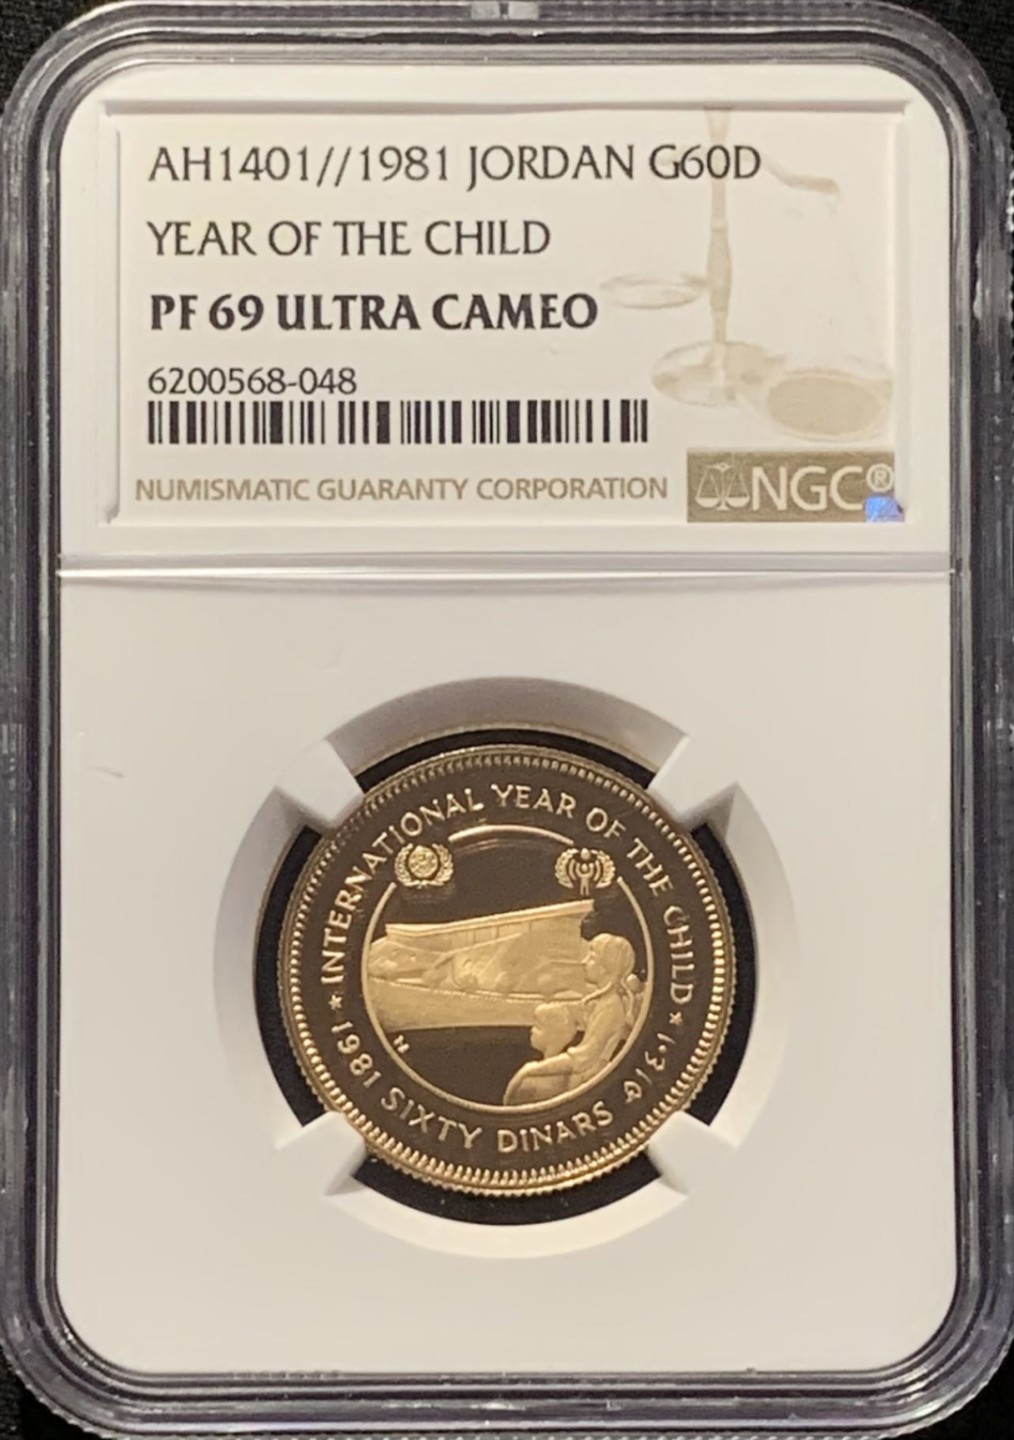 AH1401//1981 JORDAN G60D
YEAR OF THE CHILD
PF 69 ULTRA CAMEO
6200568-048
NUMISMATIC GUARANTY CORPORATION
NGC®
★ INTERNATIONAL YEAR OF THE CHILD ★
١٤٠١ﻫ
1981 SIXTY DINARS